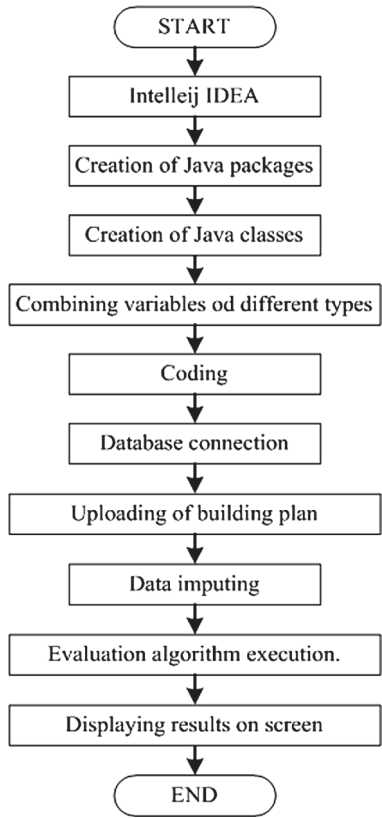 START
Intelleij IDEA
Creation of Java packages
Creation of Java classes
Combining variables od different types
Coding
Database connection
Uploading of building plan
Data imputing
Evaluation algorithm execution.
Displaying results on screen
END